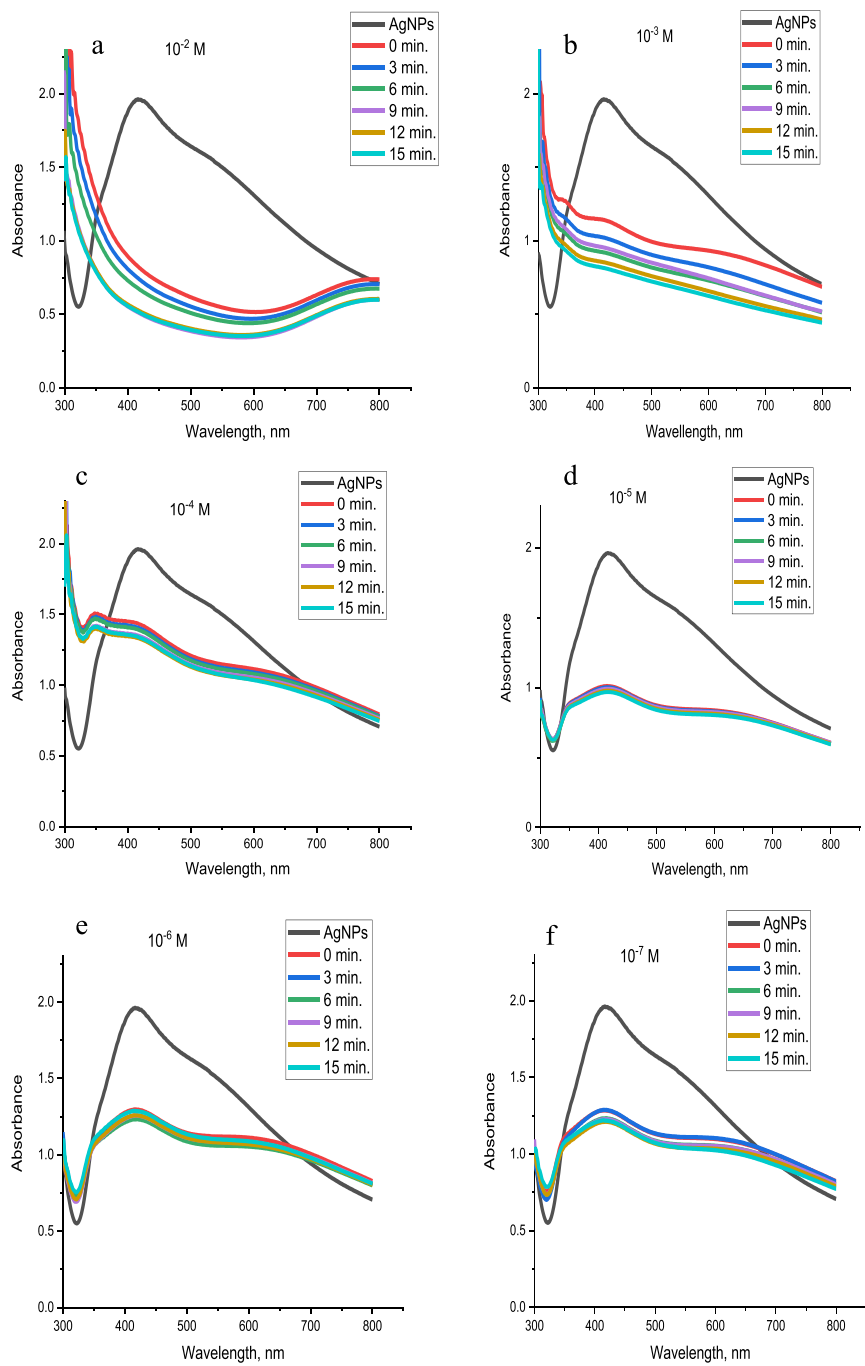 a
10⁻² M
AgNPs
0 min.
3 min.
6 min.
9 min.
12 min.
15 min.
2.0
1.5
1.0
0.5
0.0
Absorbance
300 400 500 600 700 800
Wavelength, nm
b
10⁻³ M
AgNPs
0 min.
3 min.
6 min.
9 min.
12 min.
15 min.
2
1
0
Absorbance
300 400 500 600 700 800
Wavellength, nm
c
10⁻⁴ M
AgNPs
0 min.
3 min.
6 min.
9 min.
12 min.
15 min.
2.0
1.5
1.0
0.5
0.0
Absorbance
300 400 500 600 700 800
Wavelength, nm
d
10⁻⁵ M
AgNPs
0 min.
3 min.
6 min.
9 min.
12 min.
15 min.
2
1
0
Absorbance
300 400 500 600 700 800
Wavelength, nm
e
10⁻⁶ M
AgNPs
0 min.
3 min.
6 min.
9 min.
12 min.
15 min.
2.0
1.5
1.0
0.5
0.0
Absorbance
300 400 500 600 700 800
Wavelength, nm
f
10⁻⁷ M
AgNPs
0 min.
3 min.
6 min.
9 min.
12 min.
15 min.
2.0
1.5
1.0
0.5
0.0
Absorbance
300 400 500 600 700 800
Wavelength, nm